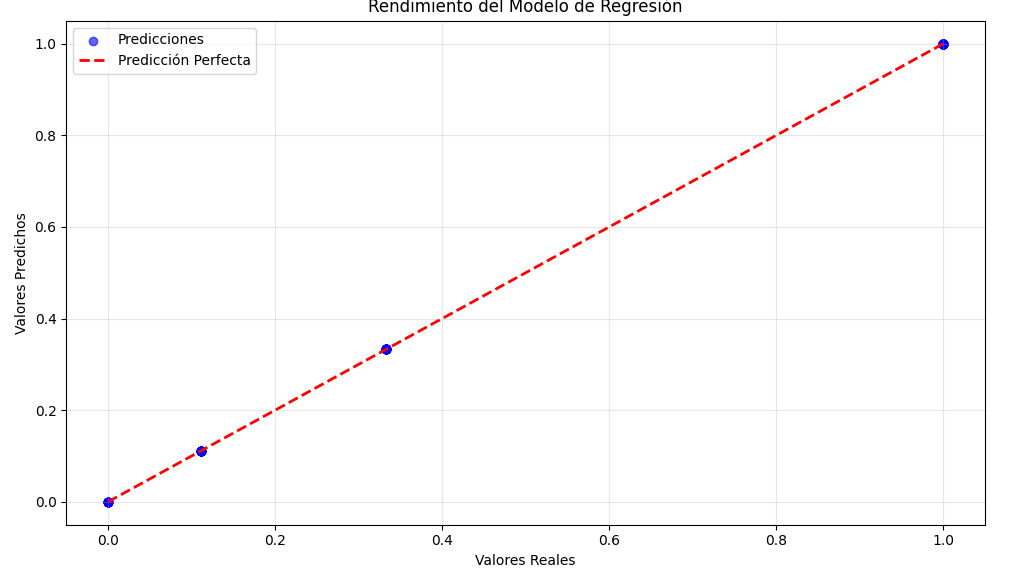 Rendimiento del Modelo de Regresión
Predicciones
Predicción Perfecta
1.0
0.8
0.6
0.4
0.2
0.0
Valores Predichos
0.0 0.2 0.4 0.6 0.8 1.0
Valores Reales